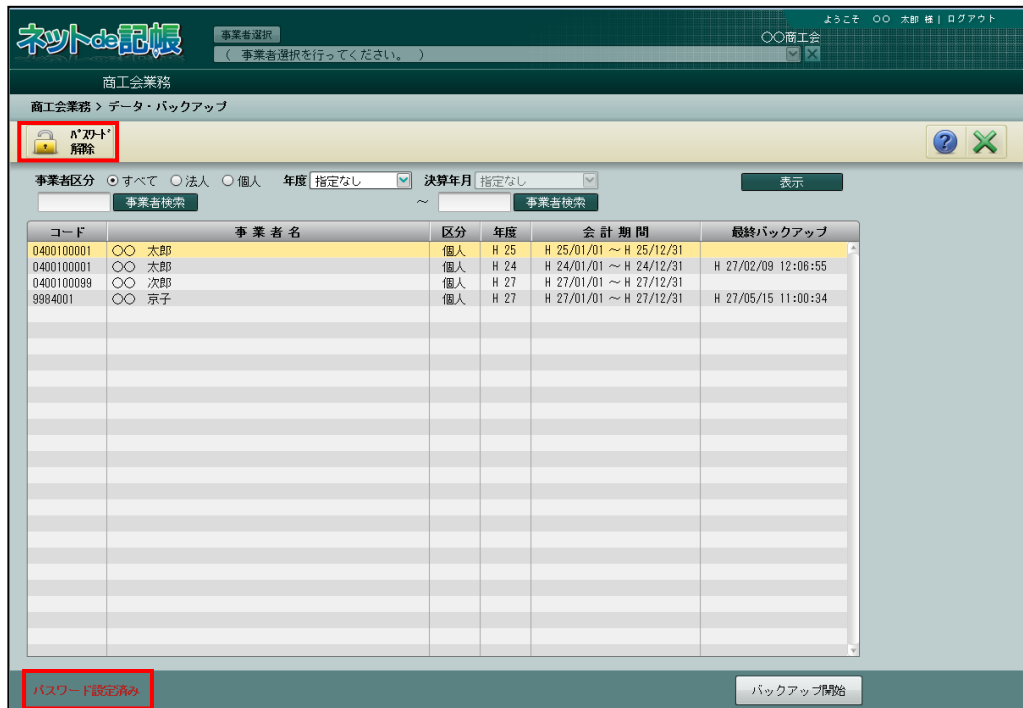 ようこそ 〇〇 太郎 様 | ログアウト
ネットde記帳
事業者選択
〇〇商工会
( 事業者選択を行ってください。 )
商工会業務
商工会業務 > データ・バックアップ
ﾊﾟｽﾜｰﾄﾞ
解除
事業者区分 すべて 法人 個人 年度 指定なし 決算年月 指定なし 表示
事業者検索 ～ 事業者検索
コード 事業者名 区分 年度 会計期間 最終バックアップ
0400100001 〇〇 太郎 個人 H 25 H 25/01/01 ～ H 25/12/31
0400100001 〇〇 太郎 個人 H 24 H 24/01/01 ～ H 24/12/31 H 27/02/09 12:06:55
0400100099 〇〇 次郎 個人 H 27 H 27/01/01 ～ H 27/12/31
9984001 〇〇 京子 個人 H 27 H 27/01/01 ～ H 27/12/31 H 27/05/15 11:00:34
パスワード設定済み
バックアップ開始